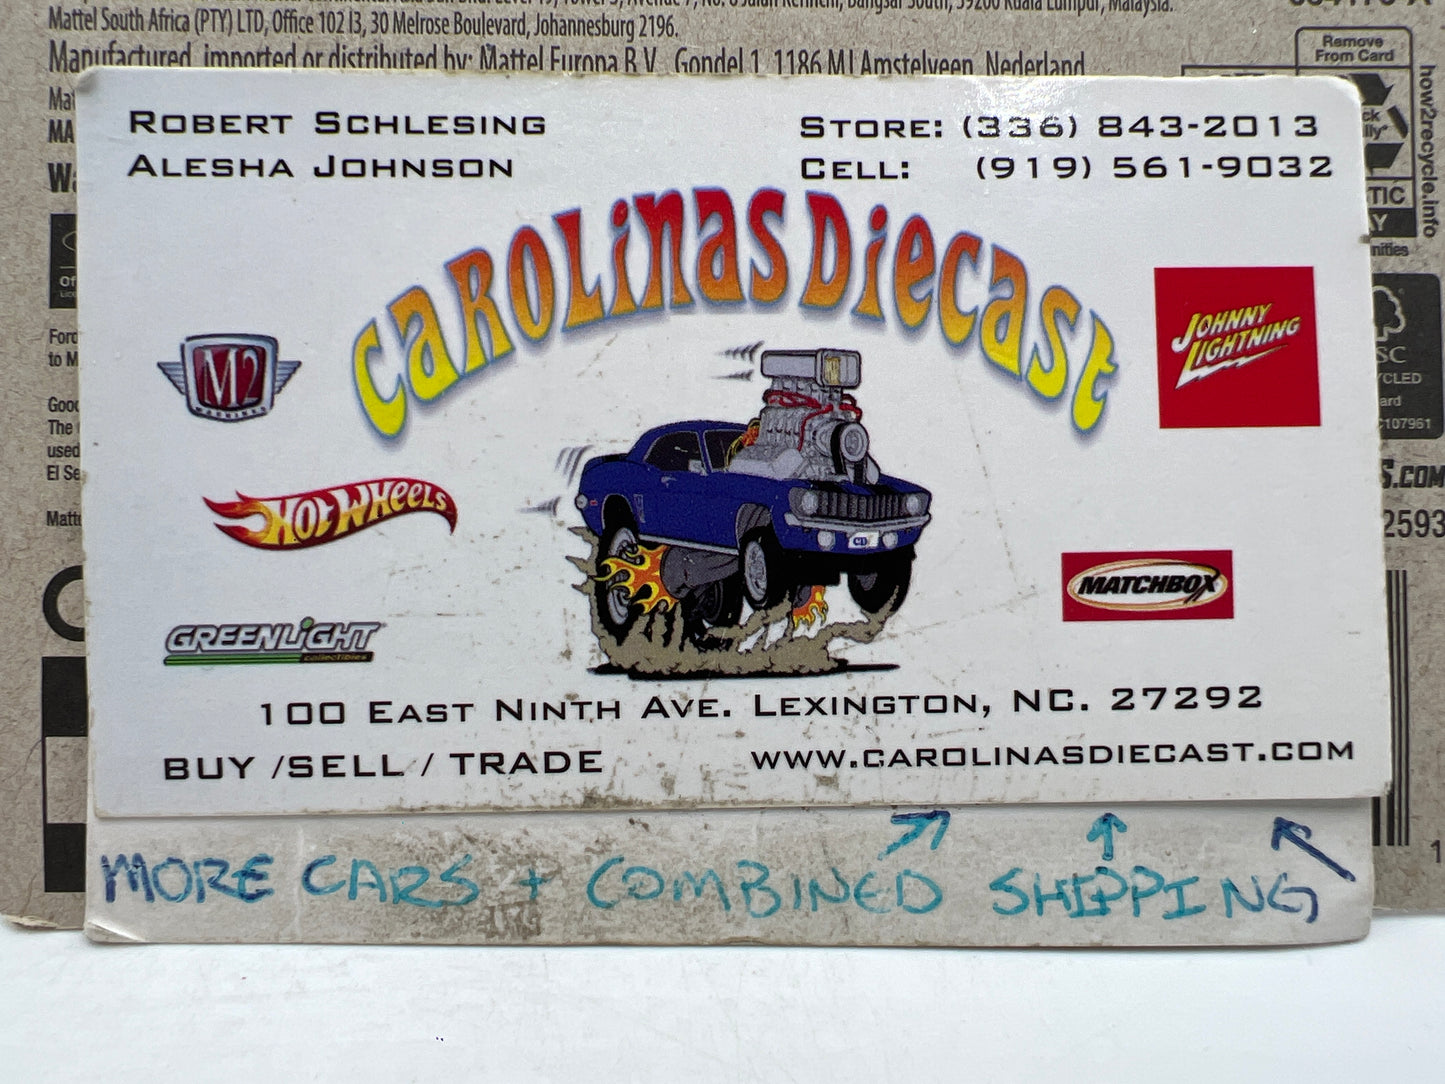 Mattel South Africa (PTY) LTD, Office 102 I3, 30 Melrose Boulevard, Johannesburg 2196.
Manufactured, imported or distributed by: Mattel Europa B.V., Gondel 1, 1186 MJ Amstelveen, Nederland
Remove
From Card
how2recycle.info
ROBERT SCHLESING
STORE: (336) 843-2013
ALESHA JOHNSON
CELL: (919) 561-9032
CAROLINAS DIECAST
JOHNNY
LIGHTNING
M2
MACHINES
HOT WHEELS
CD
MATCHBOX
GREENLIGHT
collectibles
100 EAST NINTH AVE. LEXINGTON, NC. 27292
BUY /SELL / TRADE
WWW.CAROLINASDIECAST.COM
MORE CARS + COMBINED SHIPPING